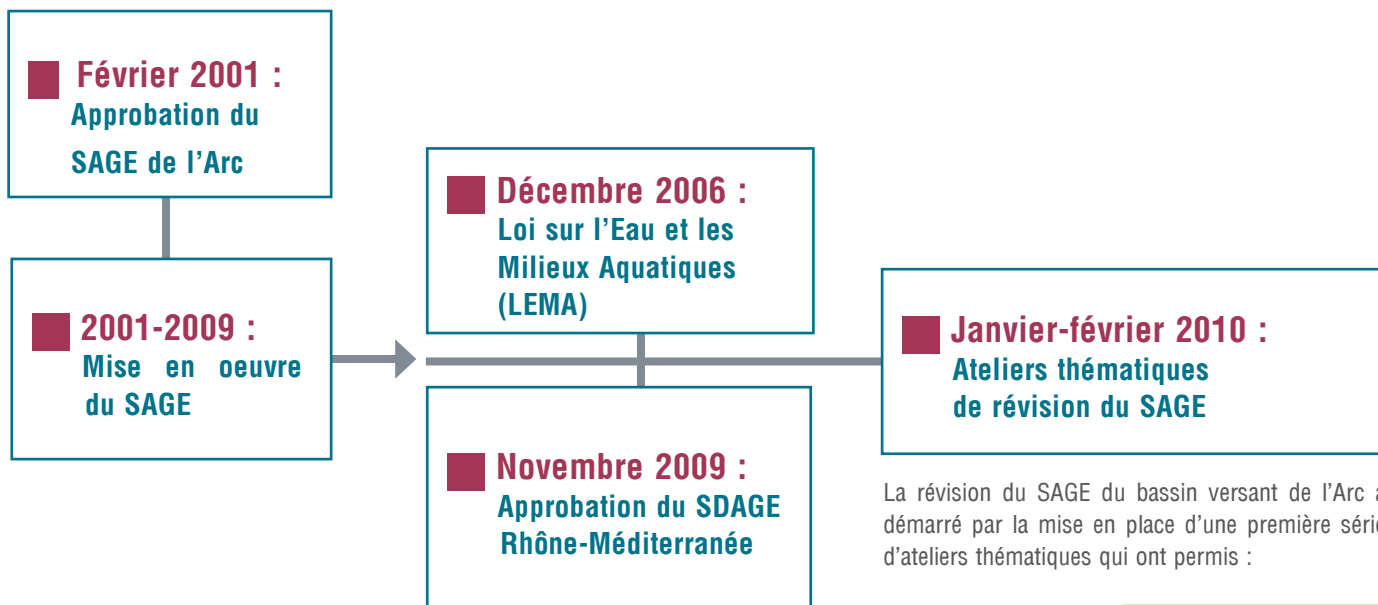 Février 2001 :
Approbation du
SAGE de l'Arc
2001-2009 :
Mise en oeuvre
du SAGE
Décembre 2006 :
Loi sur l'Eau et les
Milieux Aquatiques
(LEMA)
Novembre 2009 :
Approbation du SDAGE
Rhône-Méditerranée
Janvier-février 2010 :
Ateliers thématiques
de révision du SAGE
La révision du SAGE du bassin versant de l'Arc a
démarré par la mise en place d'une première série
d'ateliers thématiques qui ont permis :